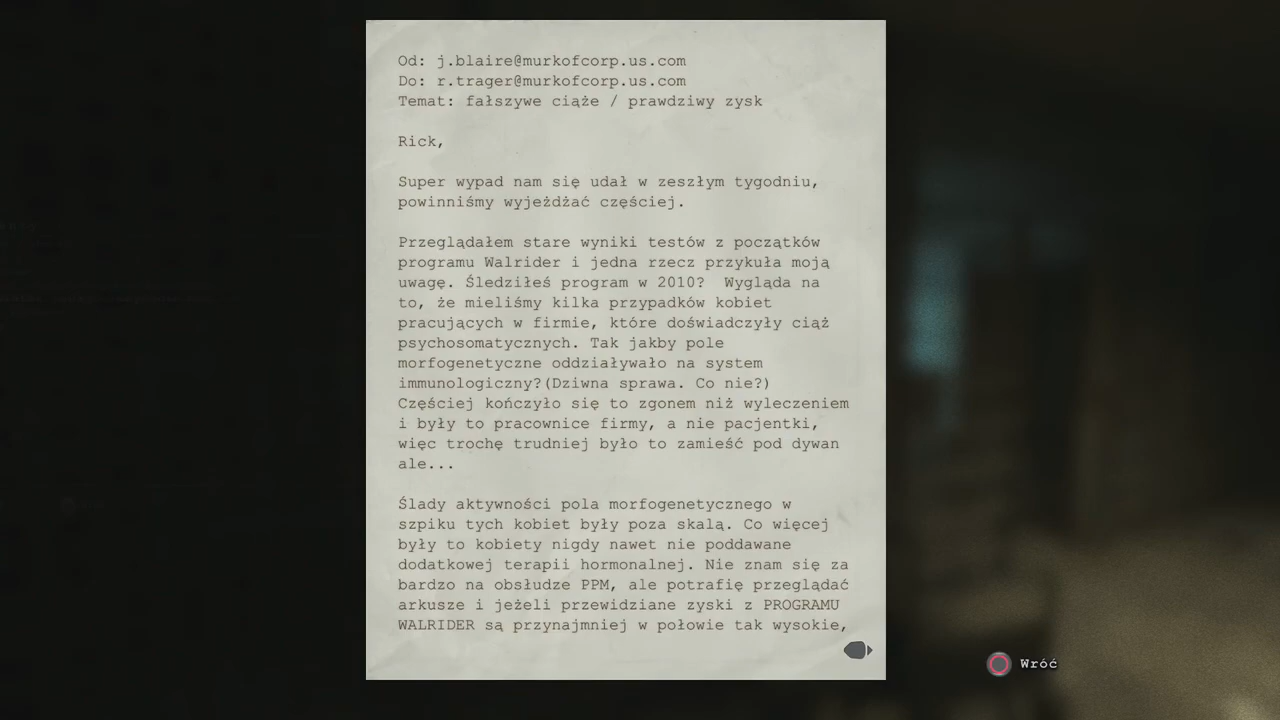 Od: j.blaire@murkofcorp.us.com
Do: r.trager@murkofcorp.us.com
Temat: fałszywe ciąże / prawdziwy zysk
Rick,
Super wypad nam się udał w zeszłym tygodniu,
powinniśmy wyjeżdżać częściej.
Przeglądałem stare wyniki testów z początków
programu Walrider i jedna rzecz przykuła moją
uwagę. Śledziłeś program w 2010?  Wygląda na
to, że mieliśmy kilka przypadków kobiet
pracujących w firmie, które doświadczyły ciąż
psychosomatycznych. Tak jakby pole
morfogenetyczne oddziaływało na system
immunologiczny?(Dziwna sprawa. Co nie?)
Częściej kończyło się to zgonem niż wyleczeniem
i były to pracownice firmy, a nie pacjentki,
więc trochę trudniej było to zamieść pod dywan
ale...
Ślady aktywności pola morfogenetycznego w
szpiku tych kobiet były poza skalą. Co więcej
były to kobiety nigdy nawet nie poddawane
dodatkowej terapii hormonalnej. Nie znam się za
bardzo na obsłudze PPM, ale potrafię przeglądać
arkusze i jeżeli przewidziane zyski z PROGRAMU
WALRIDER są przynajmniej w połowie tak wysokie,
Wróć